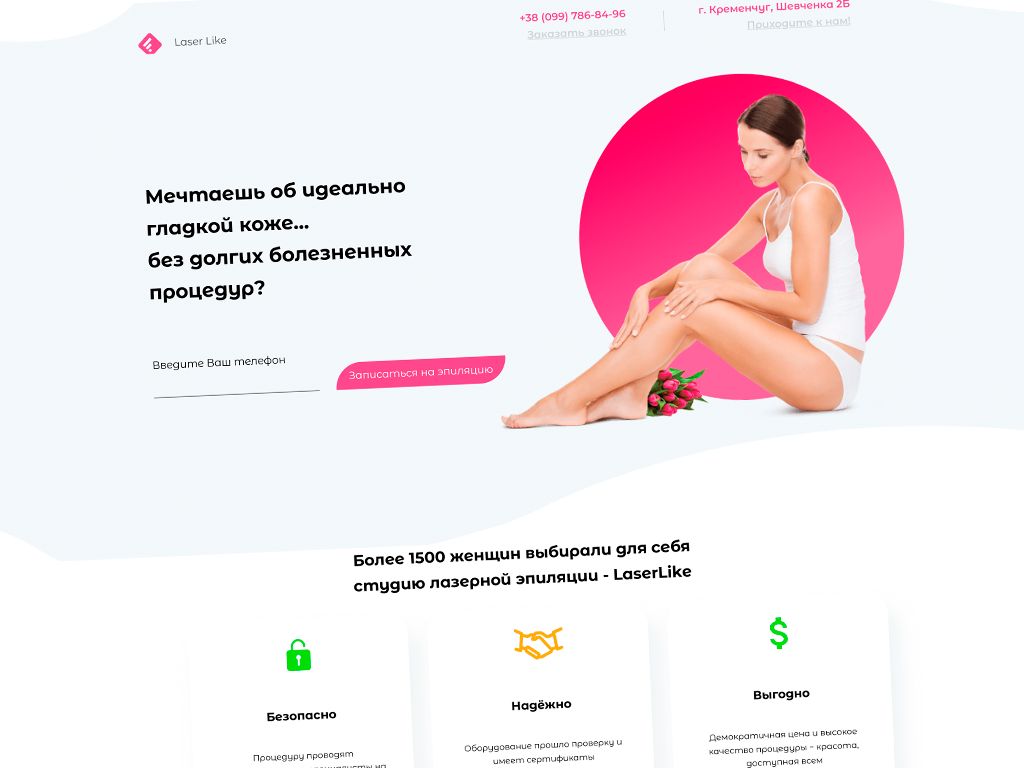 Laser Like
+38 (099) 786-84-96
Заказать звонок
г. Кременчуг, Шевченка 2Б
Приходите к нам!
Мечтаешь об идеально
гладкой коже...
без долгих болезненных
процедур?
Введите Ваш телефон
Записаться на эпиляцию
Более 1500 женщин выбирали для себя
студию лазерной эпиляции - LaserLike
Безопасно
Процедуру проводят
на
Надёжно
Оборудование прошло проверку и
имеет сертификаты
Выгодно
Демократичная цена и высокое
качество процедуры - красота,
доступная всем